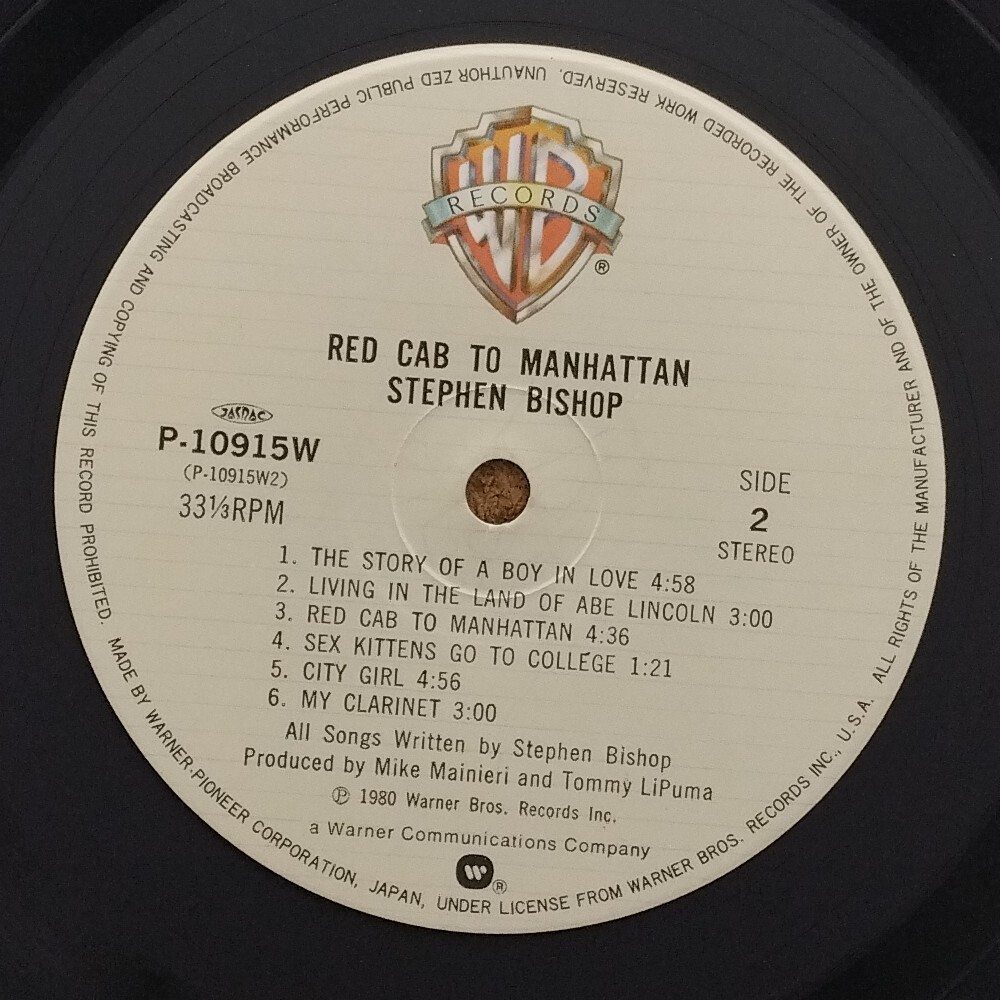 WB
RECORDS
®
RED CAB TO MANHATTAN
STEPHEN BISHOP
JASRAC
P-10915W
(P-10915W2)
33⅓RPM
SIDE
2
STEREO
1. THE STORY OF A BOY IN LOVE 4:58
2. LIVING IN THE LAND OF ABE LINCOLN 3:00
3. RED CAB TO MANHATTAN 4:36
4. SEX KITTENS GO TO COLLEGE 1:21
5. CITY GIRL 4:56
6. MY CLARINET 3:00
All Songs Written by Stephen Bishop
Produced by Mike Mainieri and Tommy LiPuma
℗ 1980 Warner Bros. Records Inc.
a Warner Communications Company
®
MADE BY WARNER-PIONEER CORPORATION, JAPAN, UNDER LICENSE FROM WARNER BROS. RECORDS INC., U.S.A. ALL RIGHTS OF THE MANUFACTURER AND OF THE OWNER OF THE RECORDED WORK RESERVED. UNAUTHOR ZED PUBLIC PERFORMANCE BROADCASTING AND COPYING OF THIS RECORD PROHIBITED.